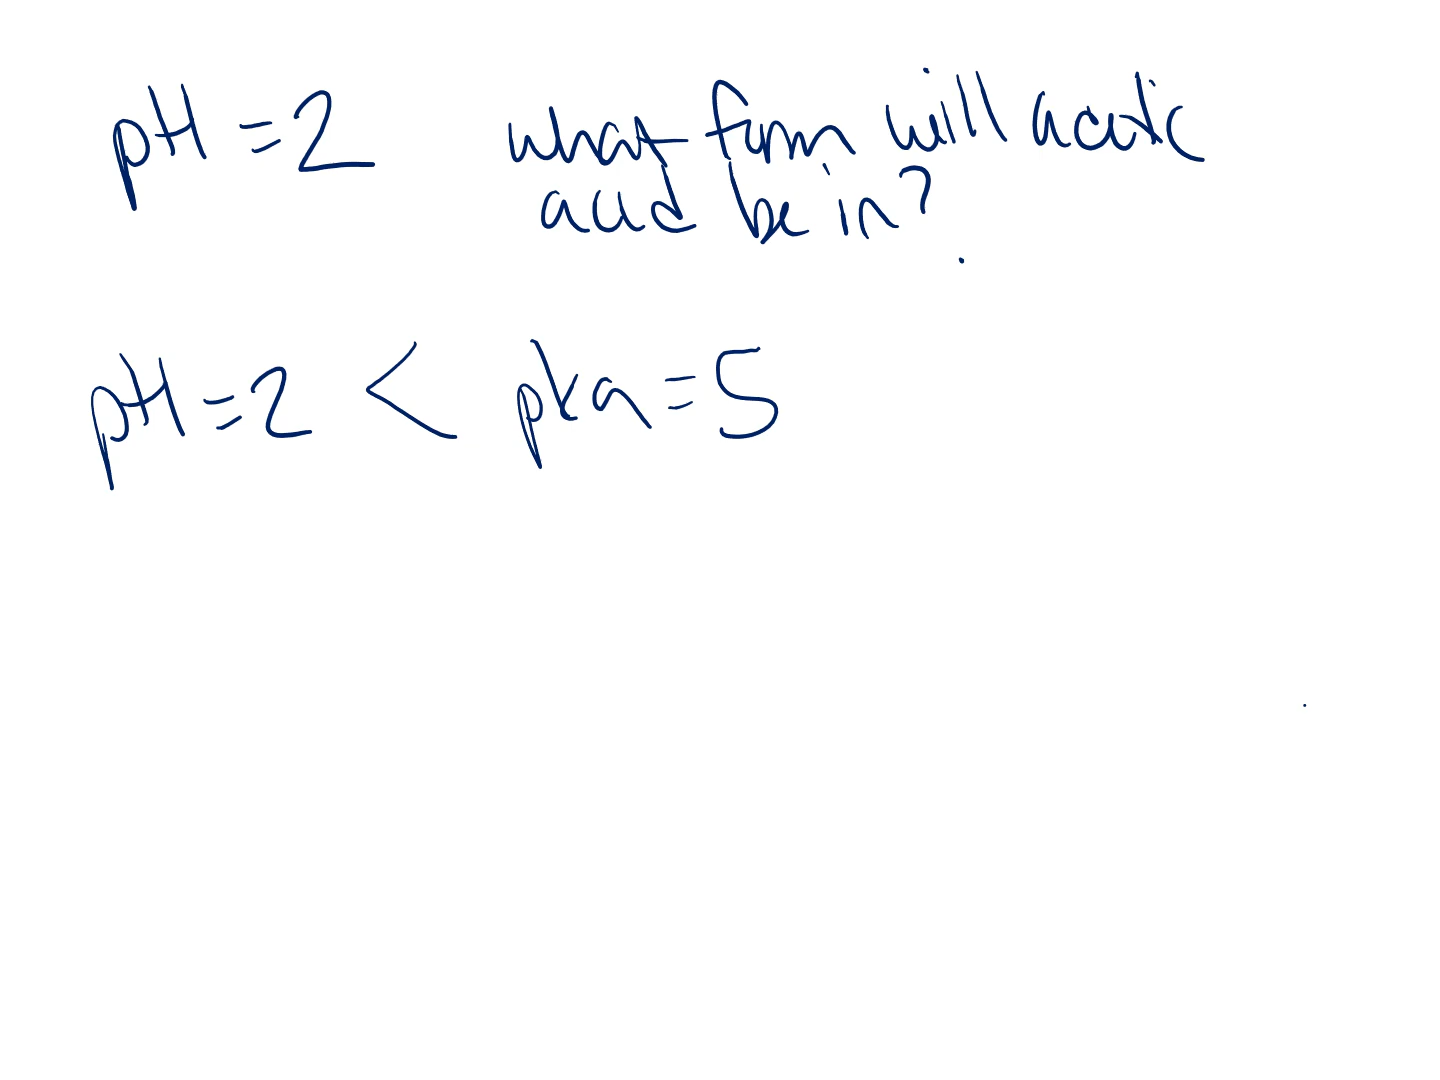 pH = 2 what form will acetic
acid be in?
pH = 2 < pka = 5